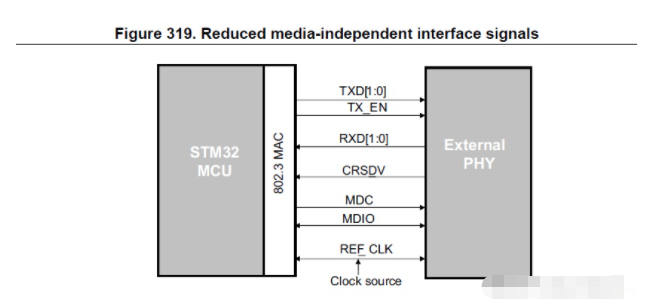 Figure 319. Reduced media-independent interface signals
STM32
MCU
802.3 MAC
TXD[1:0]
TX_EN
RXD[1:0]
CRSDV
MDC
MDIO
REF_CLK
Clock source
External
PHY